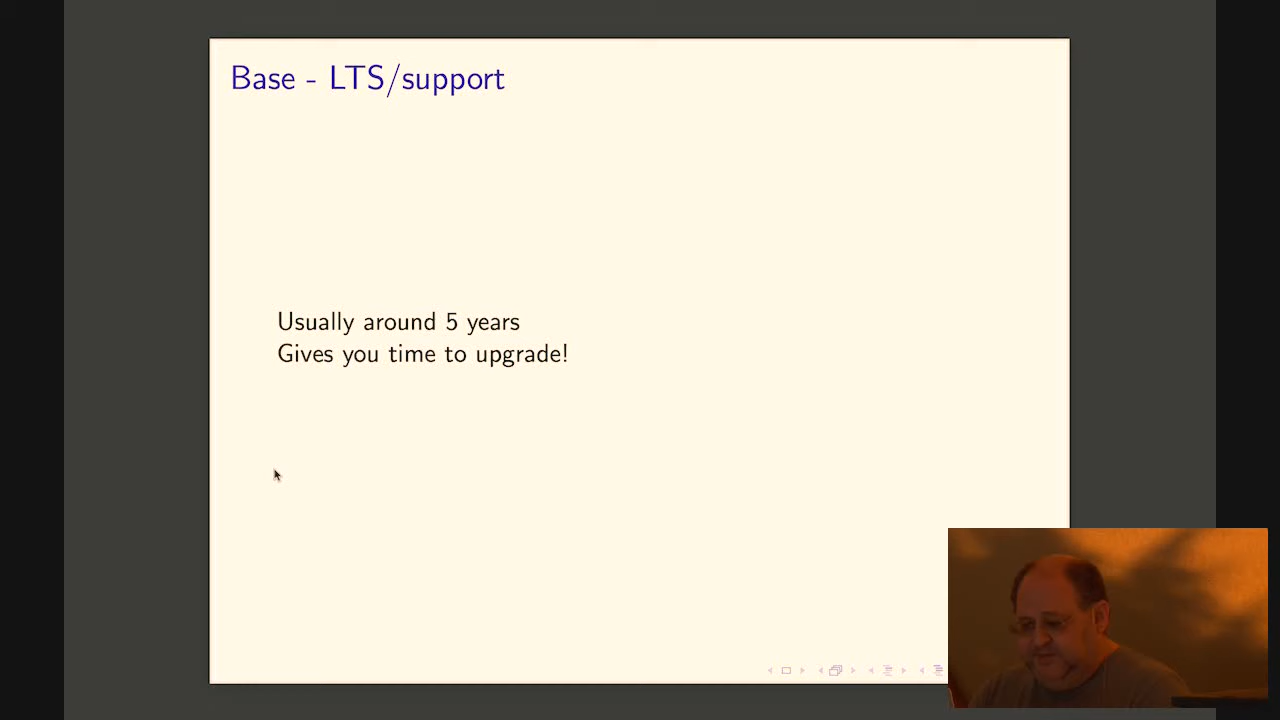 Base - LTS/support
Usually around 5 years
Gives you time to upgrade!